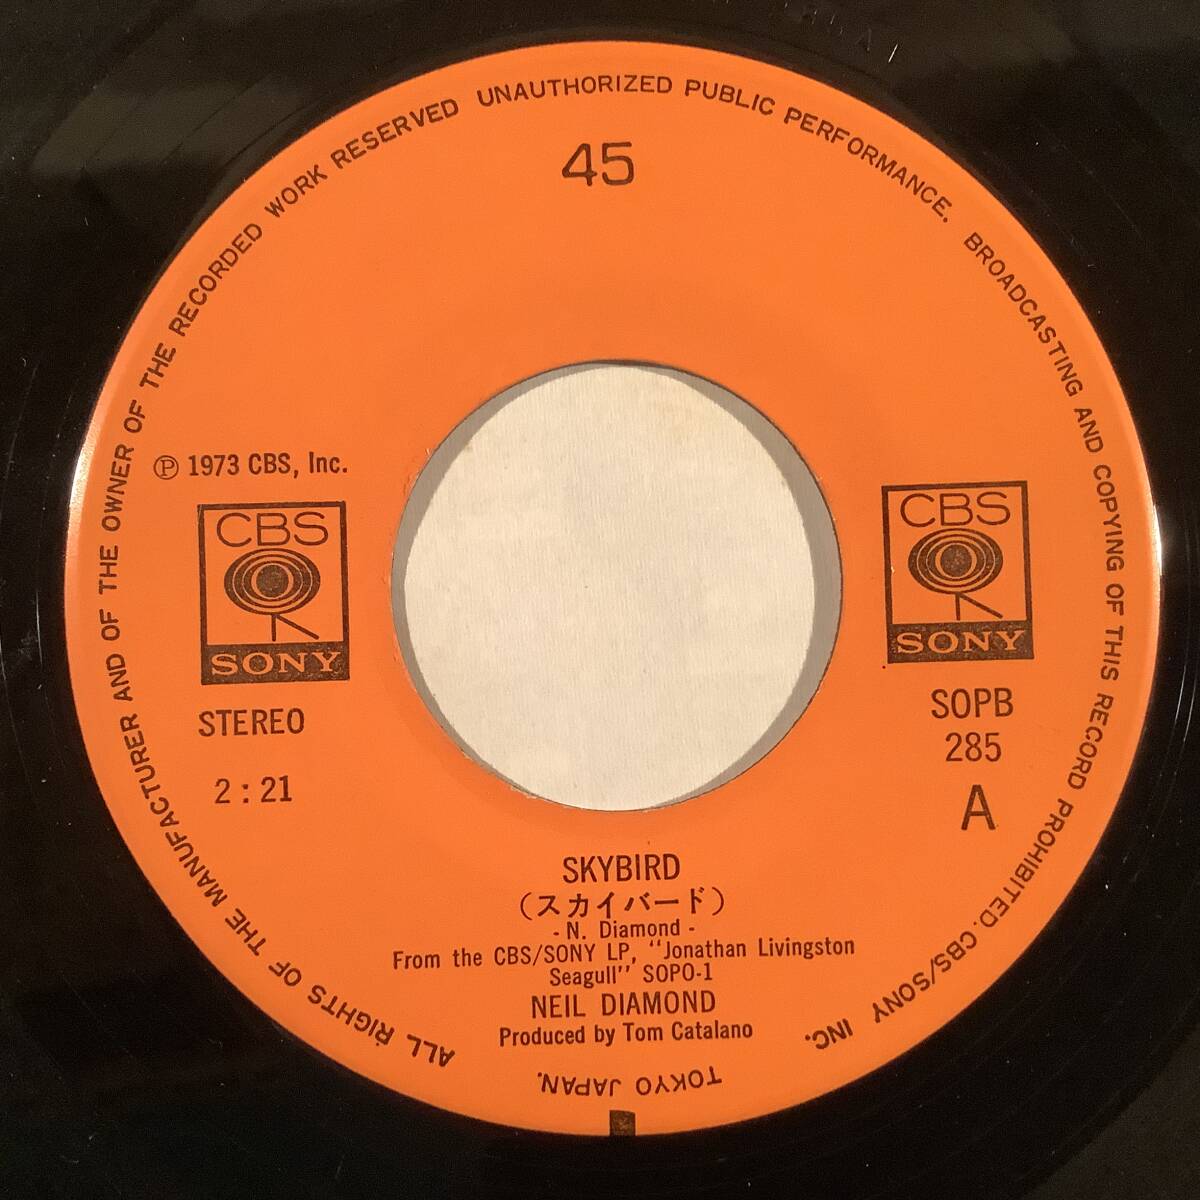 ALL RIGHTS OF THE MANUFACTURER AND OF THE OWNER OF THE RECORDED WORK RESERVED UNAUTHORIZED PUBLIC PERFORMANCE. BROADCASTING AND COPYING OF THIS RECORD PROHIBITED. CBS/SONY INC.
TOKYO JAPAN.
45
℗ 1973 CBS, Inc.
CBS
SONY
STEREO
2:21
CBS
SONY
SOPB
285
A
SKYBIRD
(スカイバード)
- N. Diamond -
From the CBS/SONY LP, "Jonathan Livingston
Seagull" SOPO-1
NEIL DIAMOND
Produced by Tom Catalano